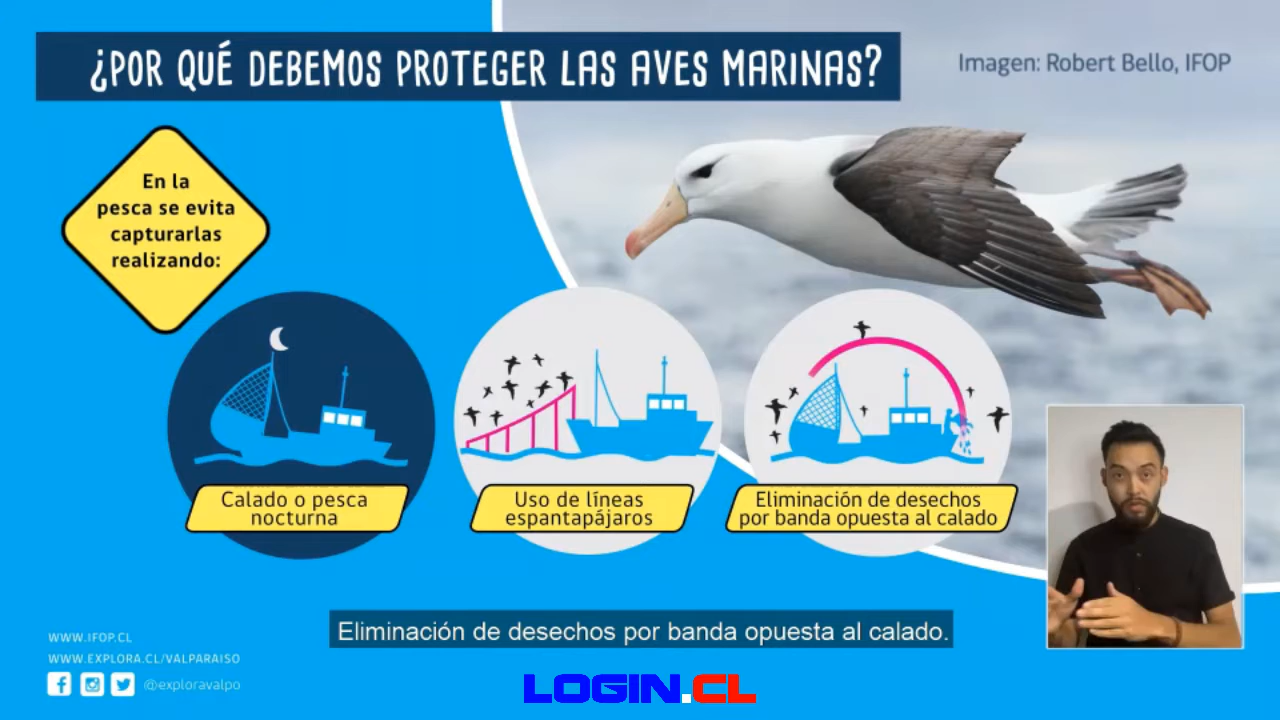 ¿POR QUÉ DEBEMOS PROTEGER LAS AVES MARINAS?
Imagen: Robert Bello, IFOP
En la
pesca se evita
capturarlas
realizando:
Calado o pesca
nocturna
Uso de líneas
espantapájaros
Eliminación de desechos
por banda opuesta al calado
Eliminación de desechos por banda opuesta al calado.
WWW.IFOP.CL
WWW.EXPLORA.CL/VALPARAISO
@exploravalpo
LOGIN.CL